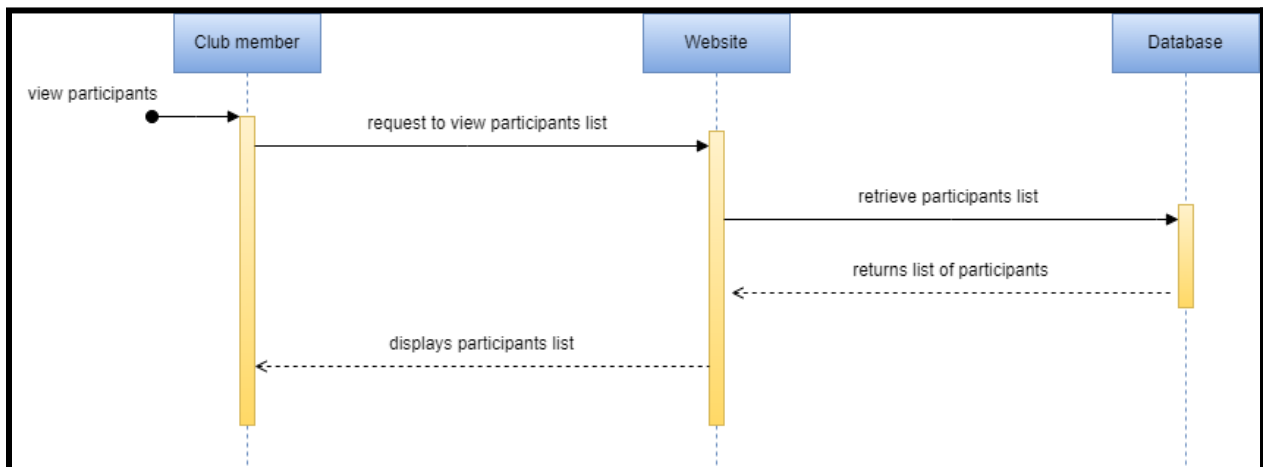 Club member
Website
Database
view participants
request to view participants list
retrieve participants list
returns list of participants
displays participants list